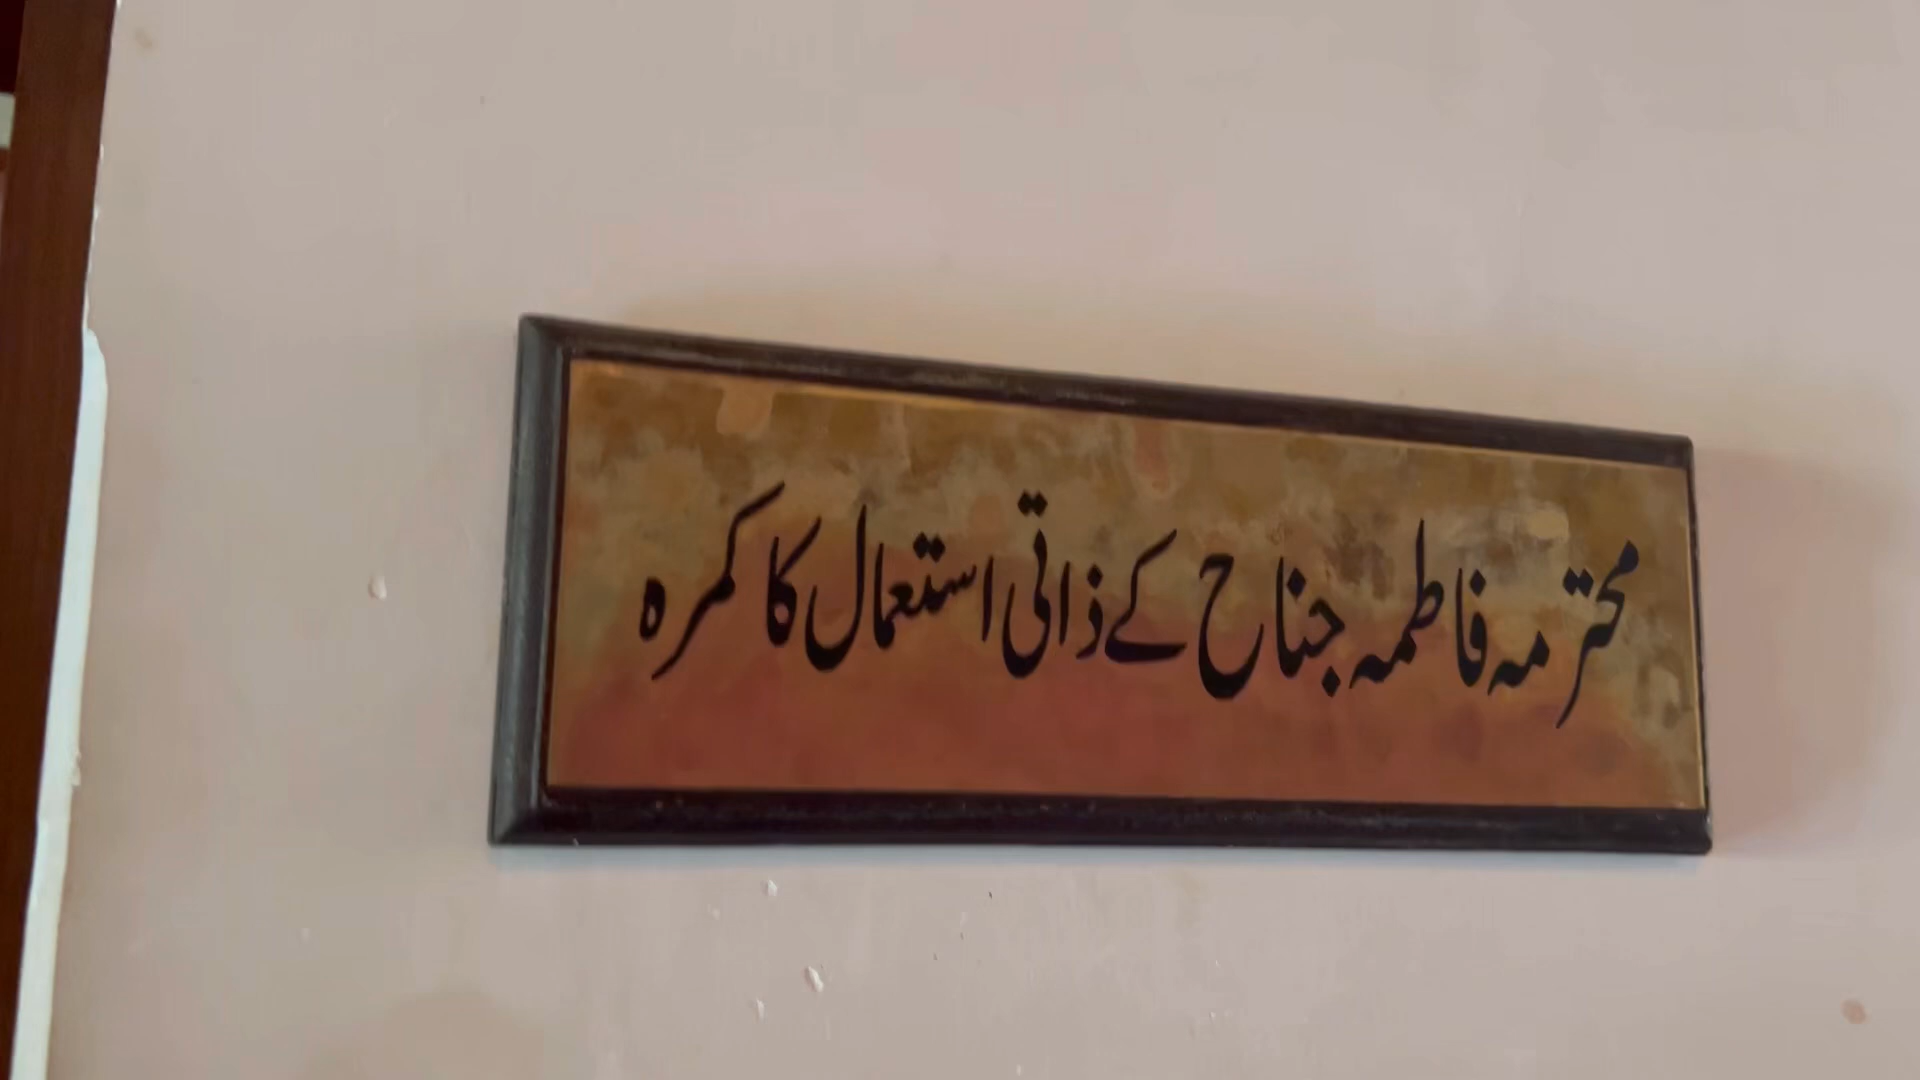 محترمہ فاطمہ جناح کے ذاتی استعمال کا کمرہ